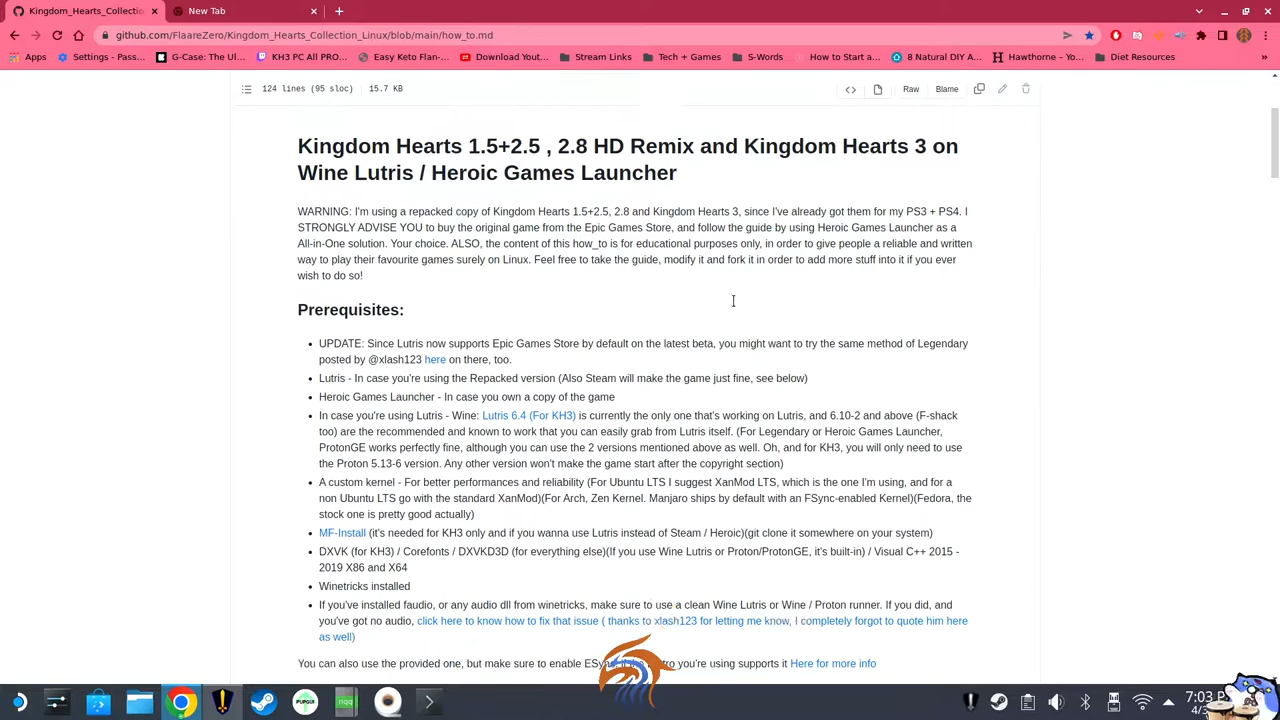 Kingdom_Hearts_Collection
New Tab
github.com/FlaareZero/Kingdom_Hearts_Collection_Linux/blob/main/how_to.md
Apps Settings - Pass... G-Case: The Ul... KH3 PC All PRO... Easy Keto Flan-... Download Yout... Stream Links Tech + Games S-Words How to Start a... 8 Natural DIY A... Hawthorne – Yo... Diet Resources »
124 lines (95 sloc) 15.7 KB Raw Blame
Kingdom Hearts 1.5+2.5 , 2.8 HD Remix and Kingdom Hearts 3 on
Wine Lutris / Heroic Games Launcher
WARNING: I'm using a repacked copy of Kingdom Hearts 1.5+2.5, 2.8 and Kingdom Hearts 3, since I've already got them for my PS3 + PS4. I
STRONGLY ADVISE YOU to buy the original game from the Epic Games Store, and follow the guide by using Heroic Games Launcher as a
All-in-One solution. Your choice. ALSO, the content of this how_to is for educational purposes only, in order to give people a reliable and written
way to play their favourite games surely on Linux. Feel free to take the guide, modify it and fork it in order to add more stuff into it if you ever
wish to do so!
Prerequisites:
• UPDATE: Since Lutris now supports Epic Games Store by default on the latest beta, you might want to try the same method of Legendary
posted by @xlash123 here on there, too.
• Lutris - In case you're using the Repacked version (Also Steam will make the game just fine, see below)
• Heroic Games Launcher - In case you own a copy of the game
• In case you're using Lutris - Wine: Lutris 6.4 (For KH3) is currently the only one that's working on Lutris, and 6.10-2 and above (F-shack
too) are the recommended and known to work that you can easily grab from Lutris itself. (For Legendary or Heroic Games Launcher,
ProtonGE works perfectly fine, although you can use the 2 versions mentioned above as well. Oh, and for KH3, you will only need to use
the Proton 5.13-6 version. Any other version won't make the game start after the copyright section)
• A custom kernel - For better performances and reliability (For Ubuntu LTS I suggest XanMod LTS, which is the one I'm using, and for a
non Ubuntu LTS go with the standard XanMod)(For Arch, Zen Kernel. Manjaro ships by default with an FSync-enabled Kernel)(Fedora, the
stock one is pretty good actually)
• MF-Install (it's needed for KH3 only and if you wanna use Lutris instead of Steam / Heroic)(git clone it somewhere on your system)
• DXVK (for KH3) / Corefonts / DXVKD3D (for everything else)(If you use Wine Lutris or Proton/ProtonGE, it's built-in) / Visual C++ 2015 -
2019 X86 and X64
• Winetricks installed
• If you've installed faudio, or any audio dll from winetricks, make sure to use a clean Wine Lutris or Wine / Proton runner. If you did, and
you've got no audio, click here to know how to fix that issue ( thanks to xlash123 for letting me know, I completely forgot to quote him here
as well)
You can also use the provided one, but make sure to enable ESync, if the distro you're using supports it Here for more info
PUPGUI
nqq
7:03